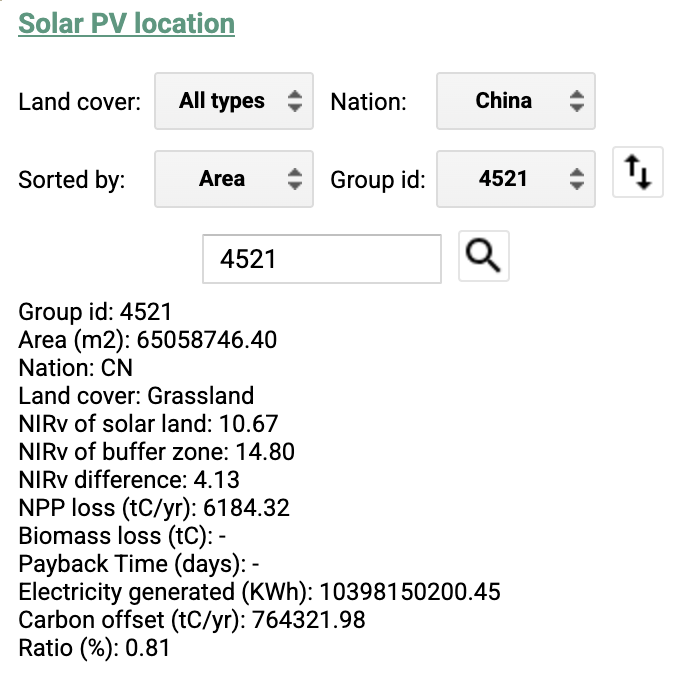 Solar PV location
Land cover: All types Nation: China
Sorted by: Area Group id: 4521
4521
Group id: 4521
Area (m2): 65058746.40
Nation: CN
Land cover: Grassland
NIRv of solar land: 10.67
NIRv of buffer zone: 14.80
NIRv difference: 4.13
NPP loss (tC/yr): 6184.32
Biomass loss (tC): -
Payback Time (days): -
Electricity generated (KWh): 10398150200.45
Carbon offset (tC/yr): 764321.98
Ratio (%): 0.81